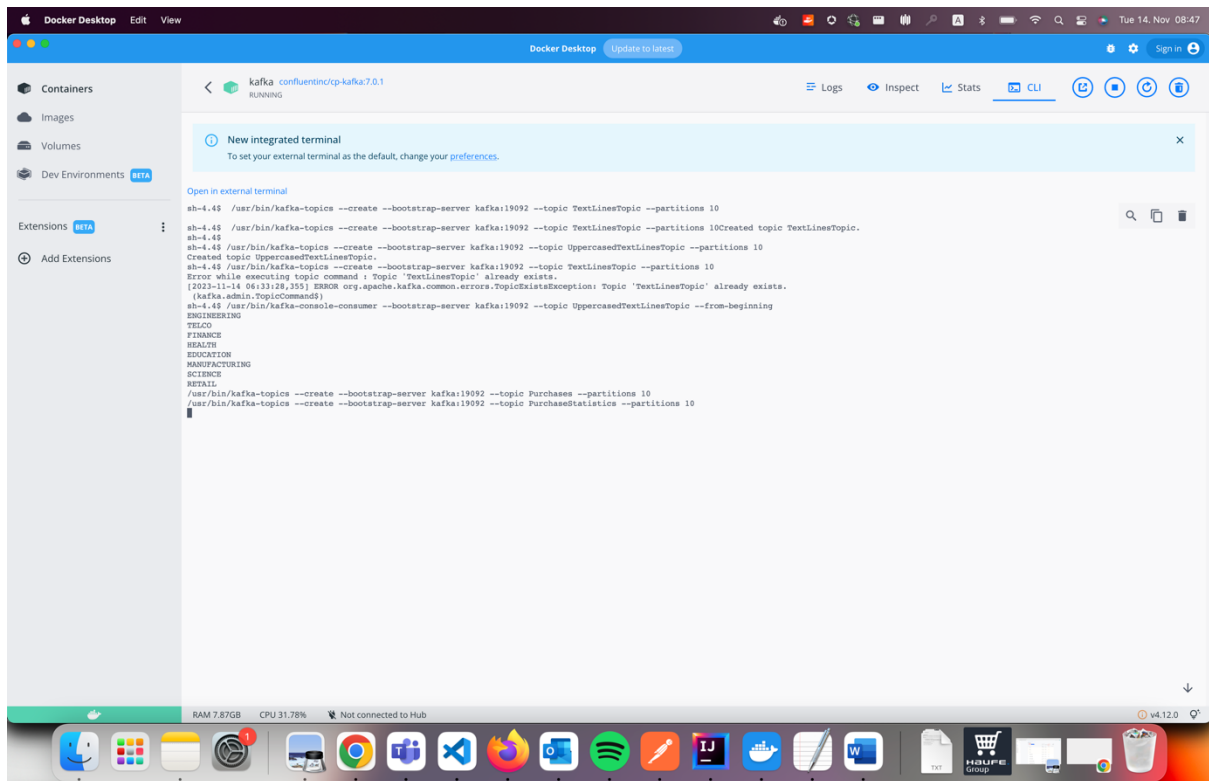 Docker Desktop Edit View
Tue 14. Nov 08:47
Docker Desktop Update to latest
Sign in
Containers
Images
Volumes
Dev Environments BETA
Extensions BETA
Add Extensions
kafka confluentinc/cp-kafka:7.0.1
RUNNING
Logs Inspect Stats CLI
New integrated terminal
To set your external terminal as the default, change your preferences.
Open in external terminal
sh-4.4$  /usr/bin/kafka-topics --create --bootstrap-server kafka:19092 --topic TextLinesTopic --partitions 10
sh-4.4$  /usr/bin/kafka-topics --create --bootstrap-server kafka:19092 --topic TextLinesTopic --partitions 10Created topic TextLinesTopic.
sh-4.4$
sh-4.4$ /usr/bin/kafka-topics --create --bootstrap-server kafka:19092 --topic UppercasedTextLinesTopic --partitions 10
Created topic UppercasedTextLinesTopic.
sh-4.4$ /usr/bin/kafka-topics --create --bootstrap-server kafka:19092 --topic TextLinesTopic --partitions 10
Error while executing topic command : Topic 'TextLinesTopic' already exists.
[2023-11-14 06:33:28,355] ERROR org.apache.kafka.common.errors.TopicExistsException: Topic 'TextLinesTopic' already exists.
(kafka.admin.TopicCommand$)
sh-4.4$ /usr/bin/kafka-console-consumer --bootstrap-server kafka:19092 --topic UppercasedTextLinesTopic --from-beginning
ENGINEERING
TELCO
FINANCE
HEALTH
EDUCATION
MANUFACTURING
SCIENCE
RETAIL
/usr/bin/kafka-topics --create --bootstrap-server kafka:19092 --topic Purchases --partitions 10
/usr/bin/kafka-topics --create --bootstrap-server kafka:19092 --topic PurchaseStatistics --partitions 10
RAM 7.87GB CPU 31.78% Not connected to Hub
v4.12.0
1
IJ
W
TXT
HAUFE
Group